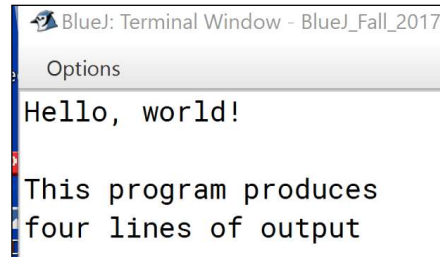 BlueJ: Terminal Window - BlueJ_Fall_2017
Options
Hello, world!
This program produces
four lines of output